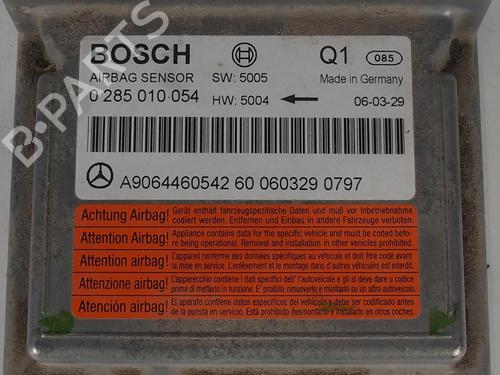 BOSCH
Q1 085
AIRBAG SENSOR SW: 5005 Made in Germany
0 285 010 054 HW: 5004 06-03-29
A9064460542 60 060329 0797
Achtung Airbag! Gerät enthält fahrzeugspezifische Daten und muß vor Inbetriebnahme
codiert werden. Entfernen und Einbau in andere Fahrzeuge verboten.
Attention Airbag! Appliance contains data for the specific vehicle and must be coded before
being operational. Removal and installation in other vehicles prohibited.
Attention airbag! L'appareil renferme des données spécifiques au véhicule et doit être codé avant
la mise en service. L'enlèvement et le montage dans d'autres véhicules est interdit.
Attenzione airbag! L'apparecchio contiene i dati specifici dell'autoveicolo e gli si deve dare u codice
prima di metterlo in funzione. E' proibito rimuoverlo e montarlo su un altro autoveicolo.
Atención airbag! El aparato contiene datos específicos del vehículo y debe ser codificado antes
de la puesta en servicio. Está prohibido desmontarlo e instalarlo en otros coches.
B-PARTS